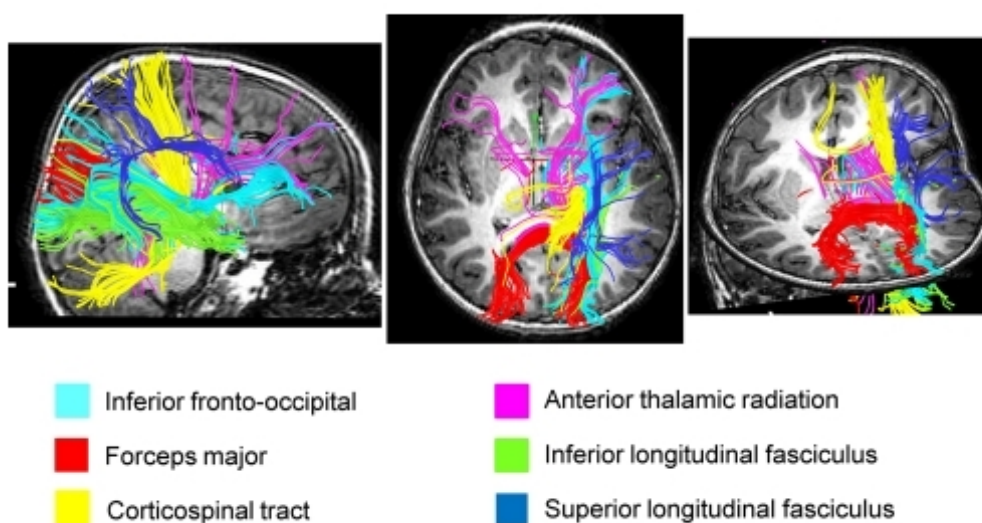 Inferior fronto-occipital
Forceps major
Corticospinal tract
Anterior thalamic radiation
Inferior longitudinal fasciculus
Superior longitudinal fasciculus